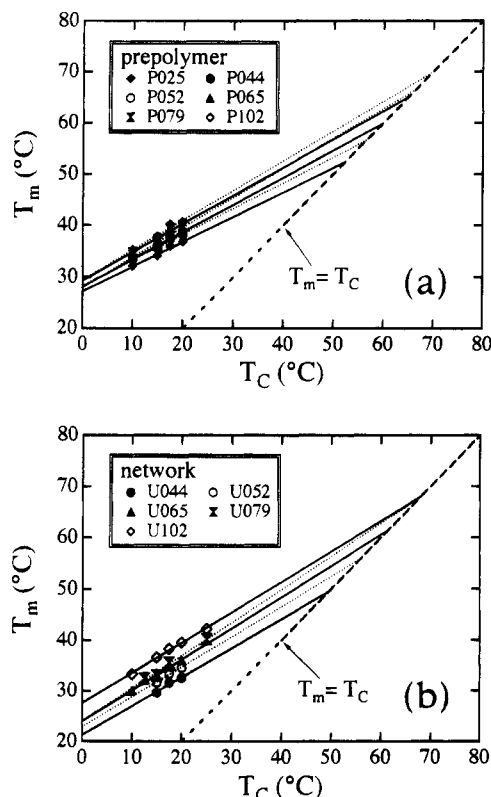 80
70
60
50
40
30
20
T_m (°C)
prepolymer
P025 P044
P052 P065
P079 P102
T_m = T_C
(a)
0 10 20 30 40 50 60 70 80
T_C (°C)
80
70
60
50
40
30
20
T_m (°C)
network
U044 U052
U065 U079
U102
T_m = T_C
(b)
0 10 20 30 40 50 60 70 80
T_C (°C)